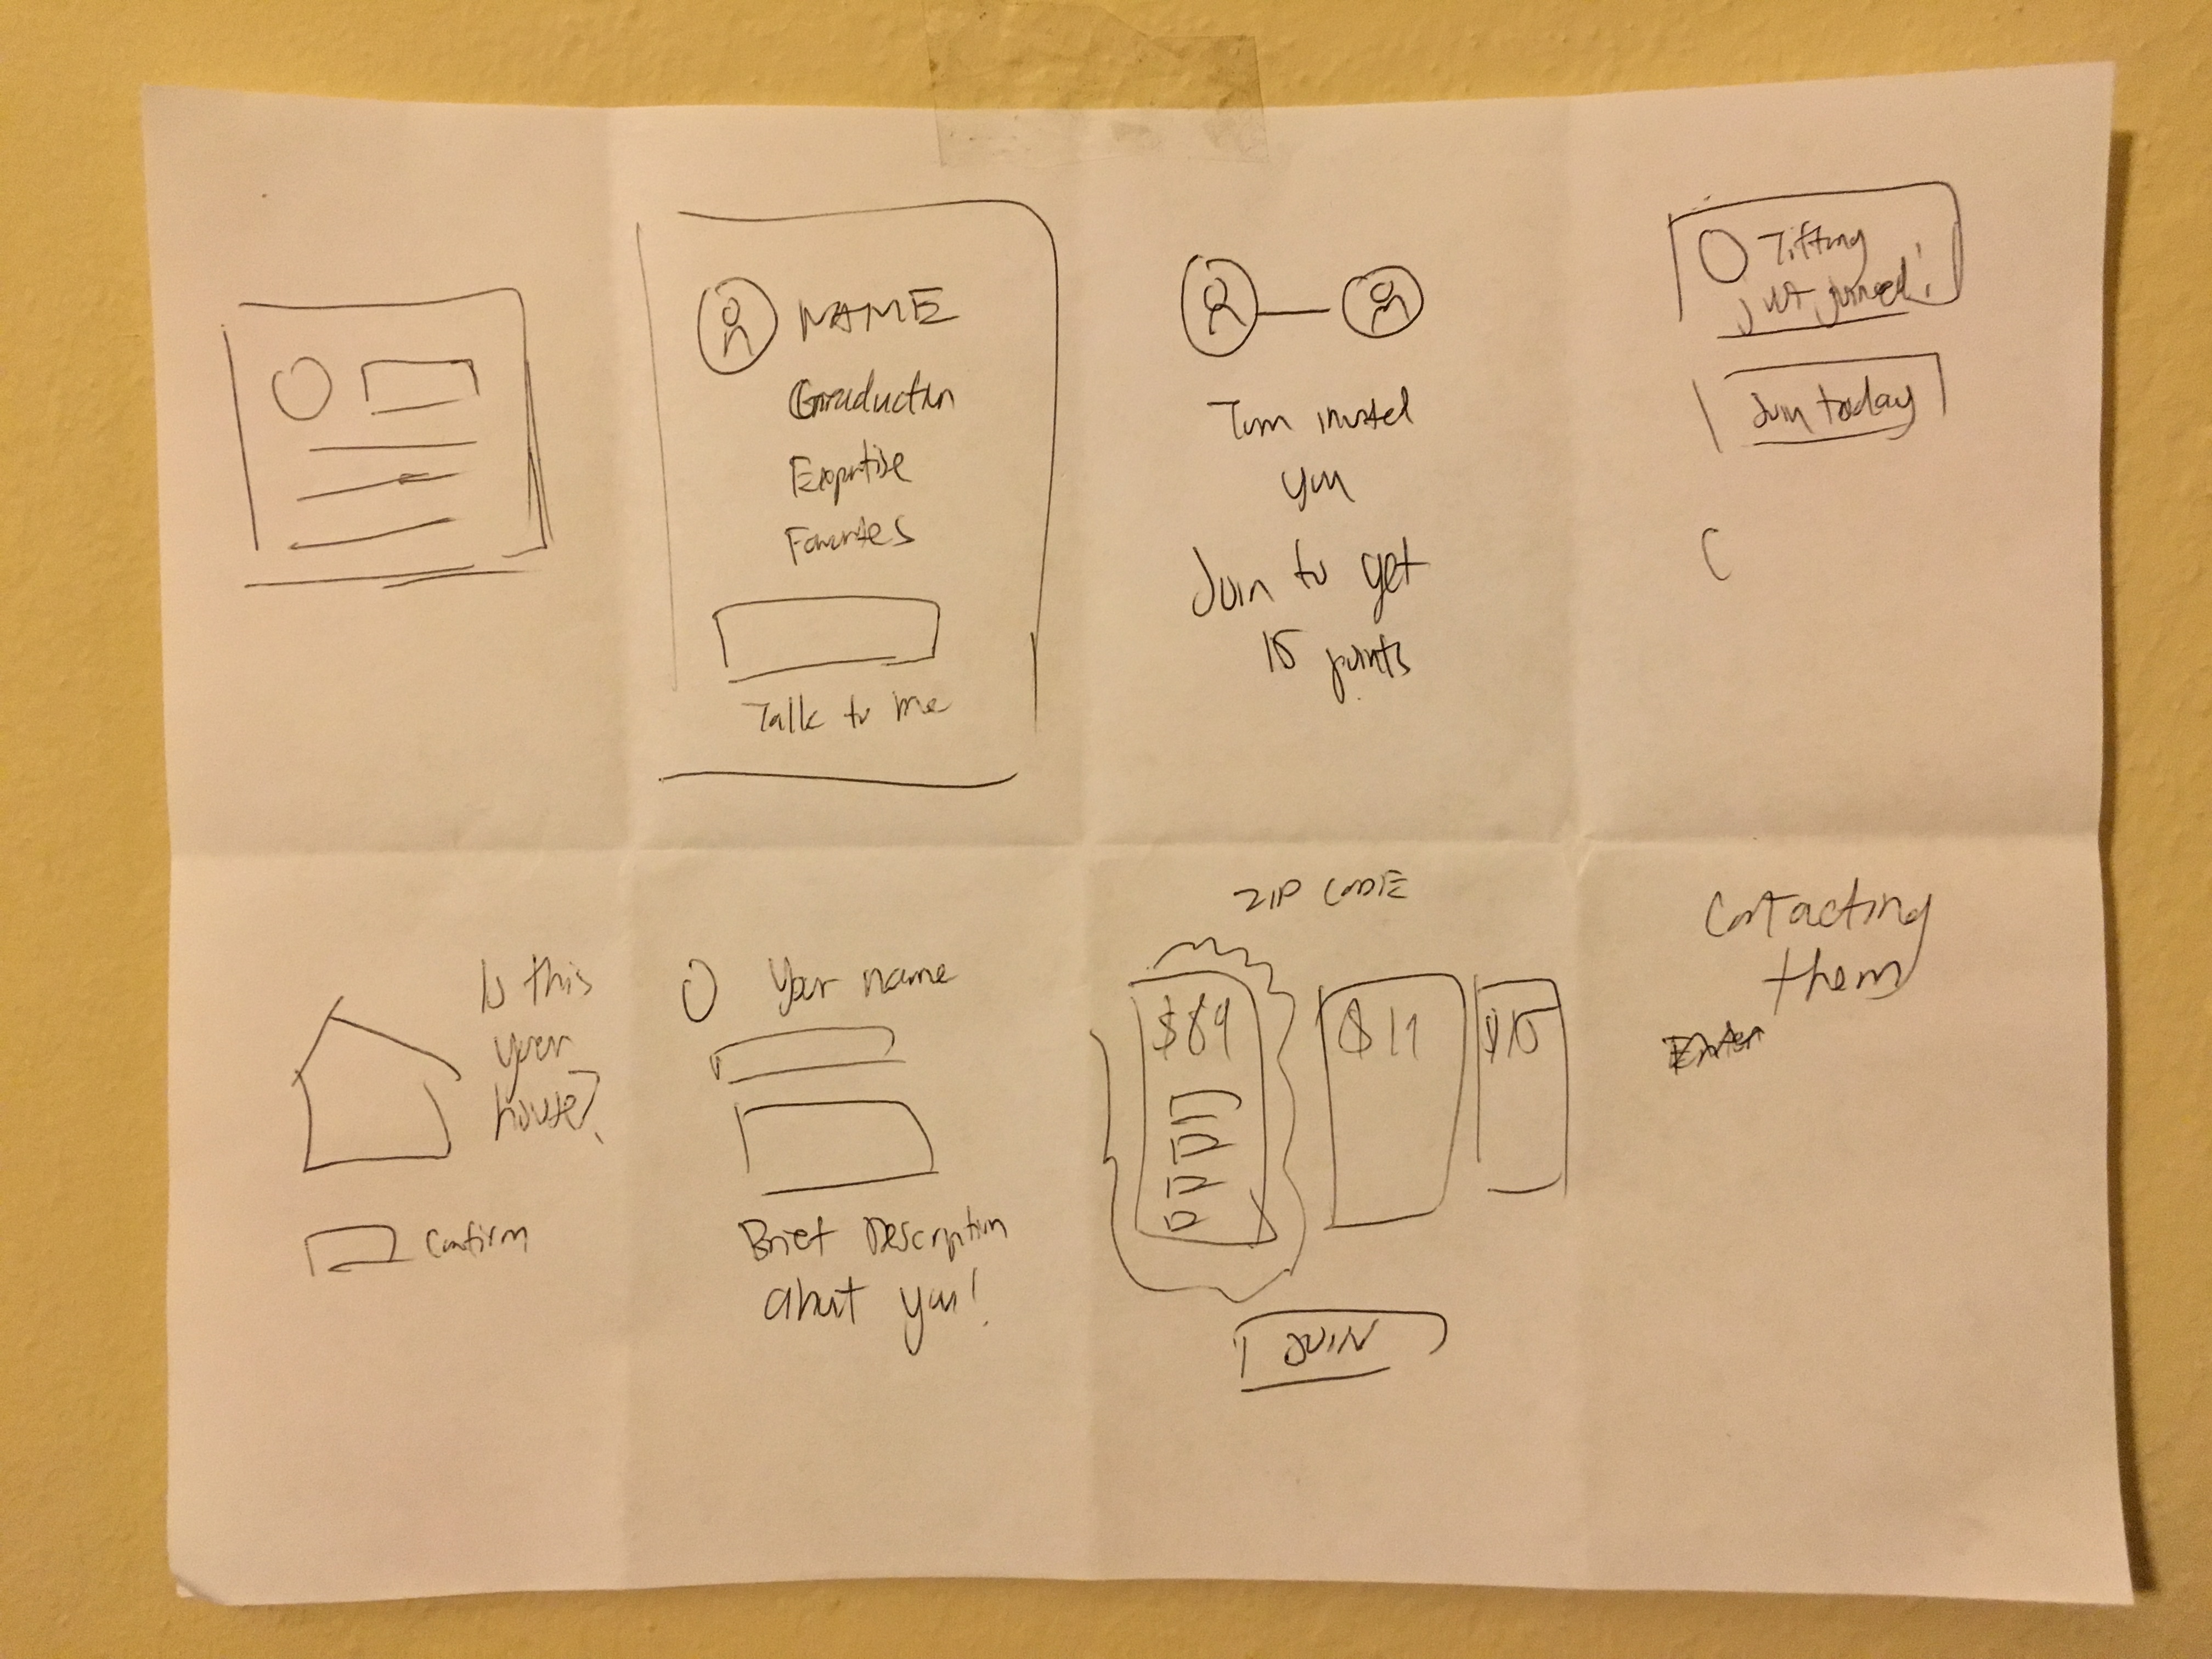 NAME
Graduation
Expertise
Favorites
Talk to me
Tom invited
you
Join to get
15 points
Tiffany
just joined!
Join today
Is this
your
house?
Confirm
Your name
Brief Description
about you!
ZIP CODE
$89
$11
$15
JOIN
Contacting
them
Enter